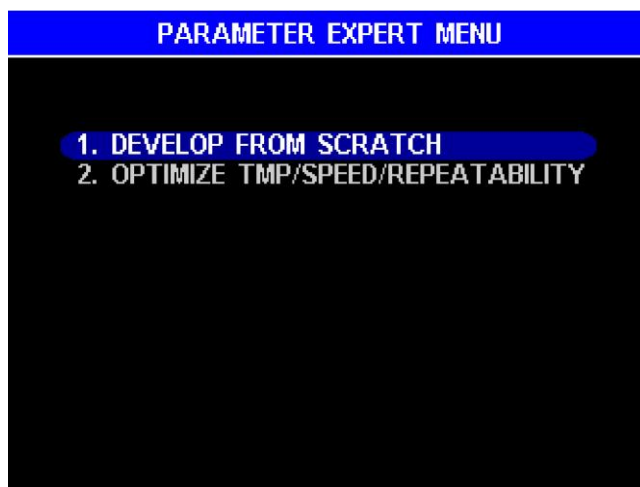 PARAMETER EXPERT MENU
1. DEVELOP FROM SCRATCH
2. OPTIMIZE TMP/SPEED/REPEATABILITY